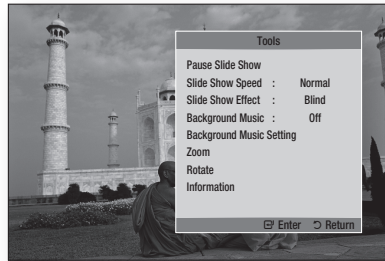 Tools
Pause Slide Show
Slide Show Speed : Normal
Slide Show Effect : Blind
Background Music : Off
Background Music Setting
Zoom
Rotate
Information
Enter Return